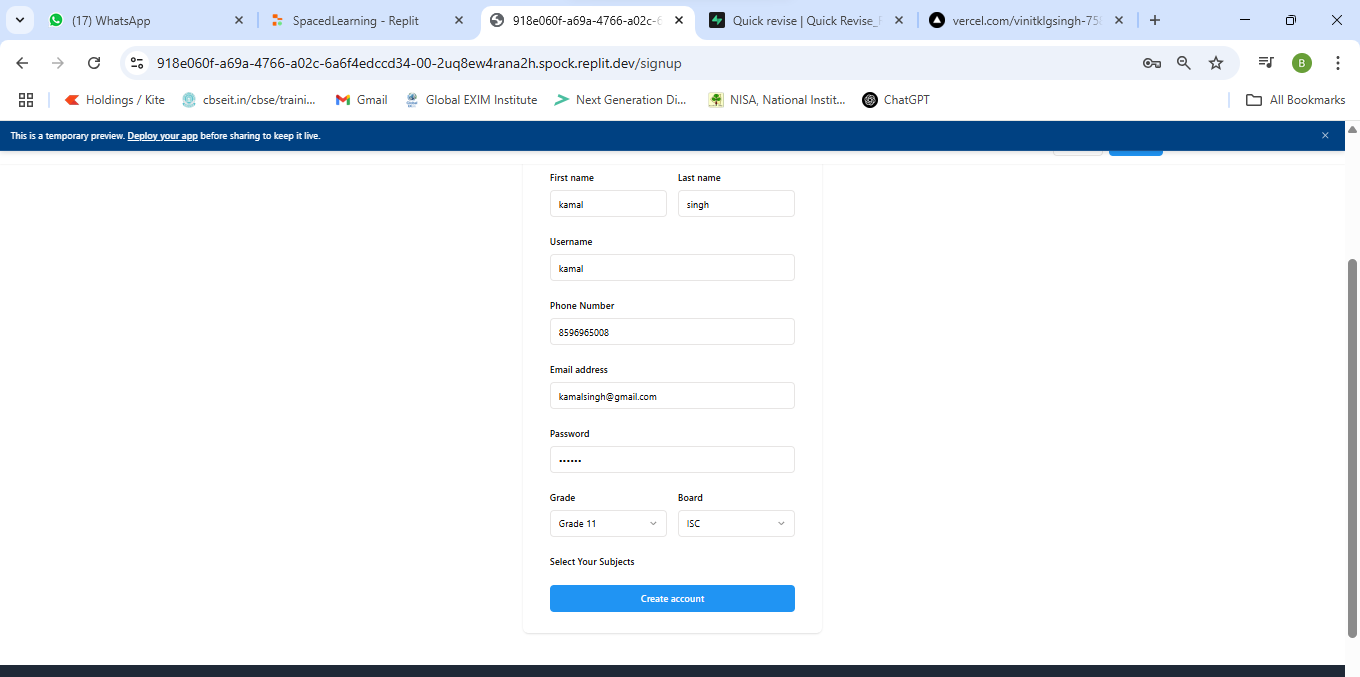 (17) WhatsApp
SpacedLearning - Replit
918e060f-a69a-4766-a02c-6
Quick revise | Quick Revise_
vercel.com/vinitklgsingh-75
918e060f-a69a-4766-a02c-6a6f4edccd34-00-2uq8ew4rana2h.spock.replit.dev/signup
B
Holdings / Kite
cbseit.in/cbse/traini...
Gmail
Global EXIM Institute
Next Generation Di...
NISA, National Instit...
ChatGPT
All Bookmarks
This is a temporary preview. Deploy your app before sharing to keep it live.
First name Last name
kamal singh
Username
kamal
Phone Number
8596965008
Email address
kamalsingh@gmail.com
Password
••••••
Grade Board
Grade 11 ISC
Select Your Subjects
Create account